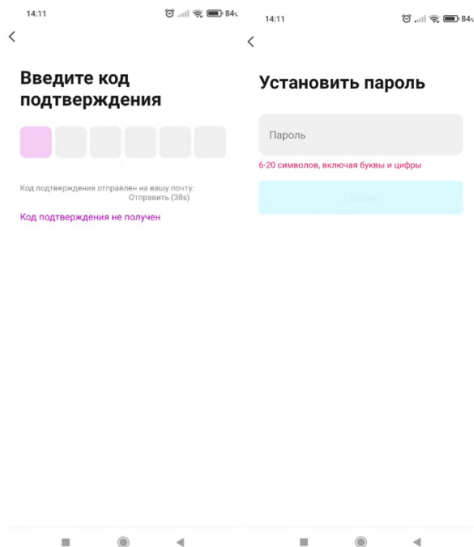 14:11
84%
Введите код
подтверждения
Код подтверждения отправлен на вашу почту:
Отправить (38s)
Код подтверждения не получен
14:11
84%
Установить пароль
Пароль
6-20 символов, включая буквы и цифры